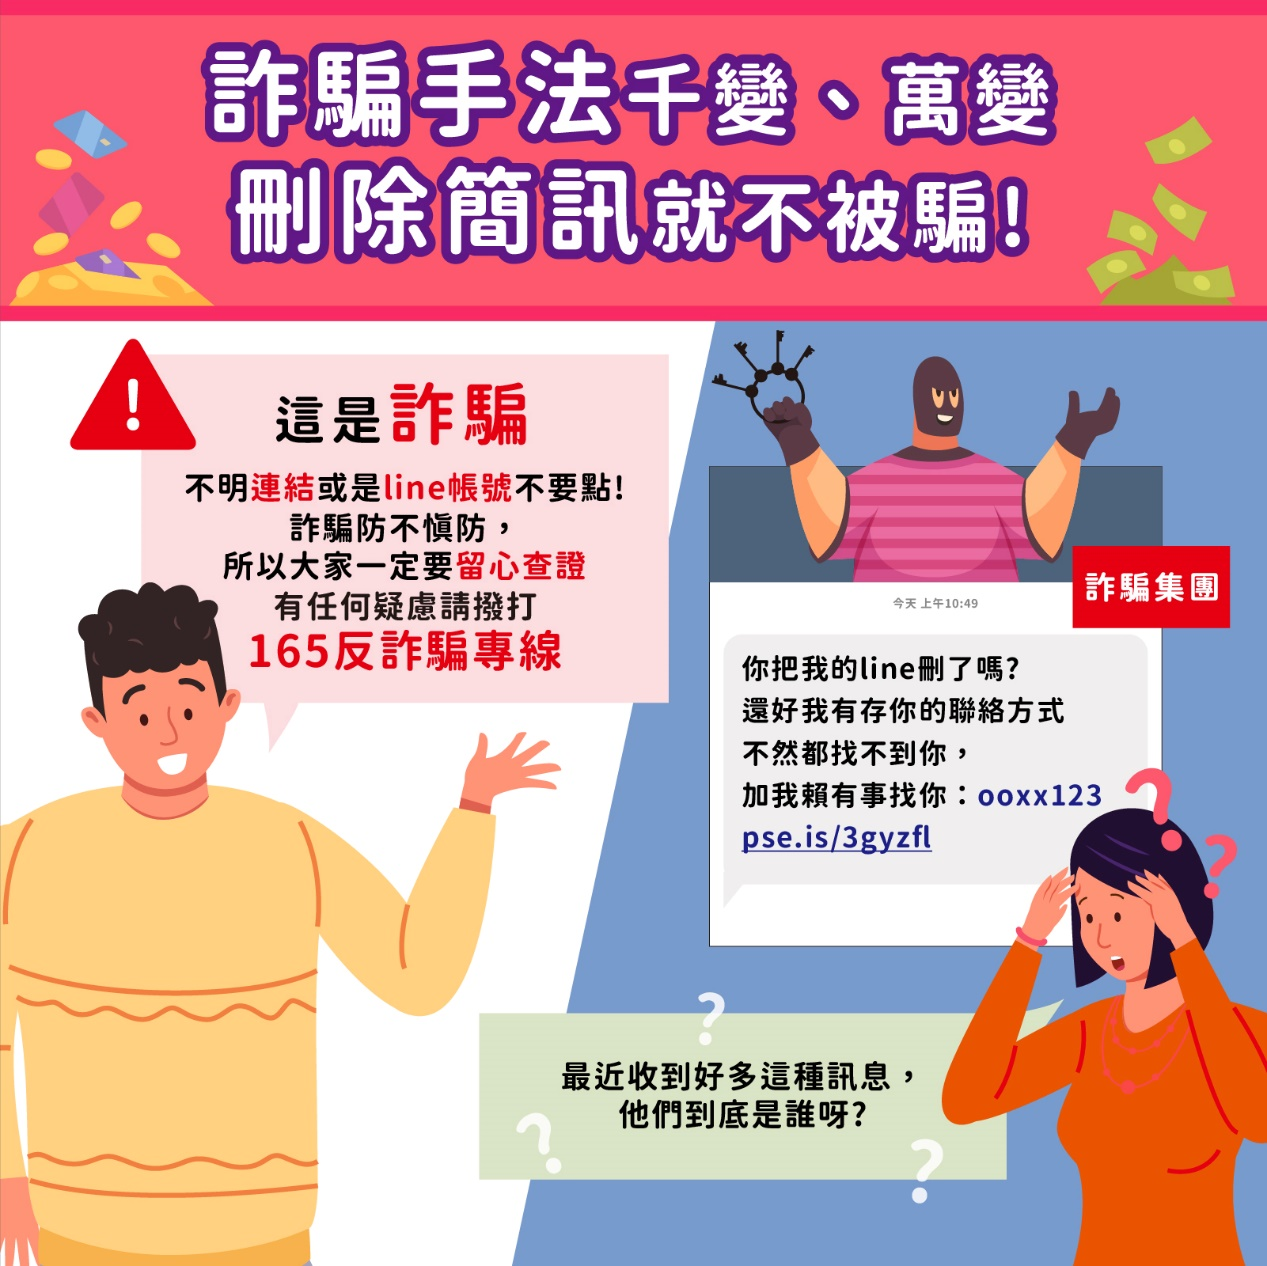 詐騙手法千變、萬變
刪除簡訊就不被騙!
!
這是詐騙
不明連結或是line帳號不要點!
詐騙防不慎防，
所以大家一定要留心查證
有任何疑慮請撥打
165反詐騙專線
今天 上午10:49
詐騙集團
你把我的line刪了嗎?
還好我有存你的聯絡方式
不然都找不到你，
加我賴有事找你：ooxx123
pse.is/3gyzfl
? ?
?
最近收到好多這種訊息，
他們到底是誰呀?
? ?